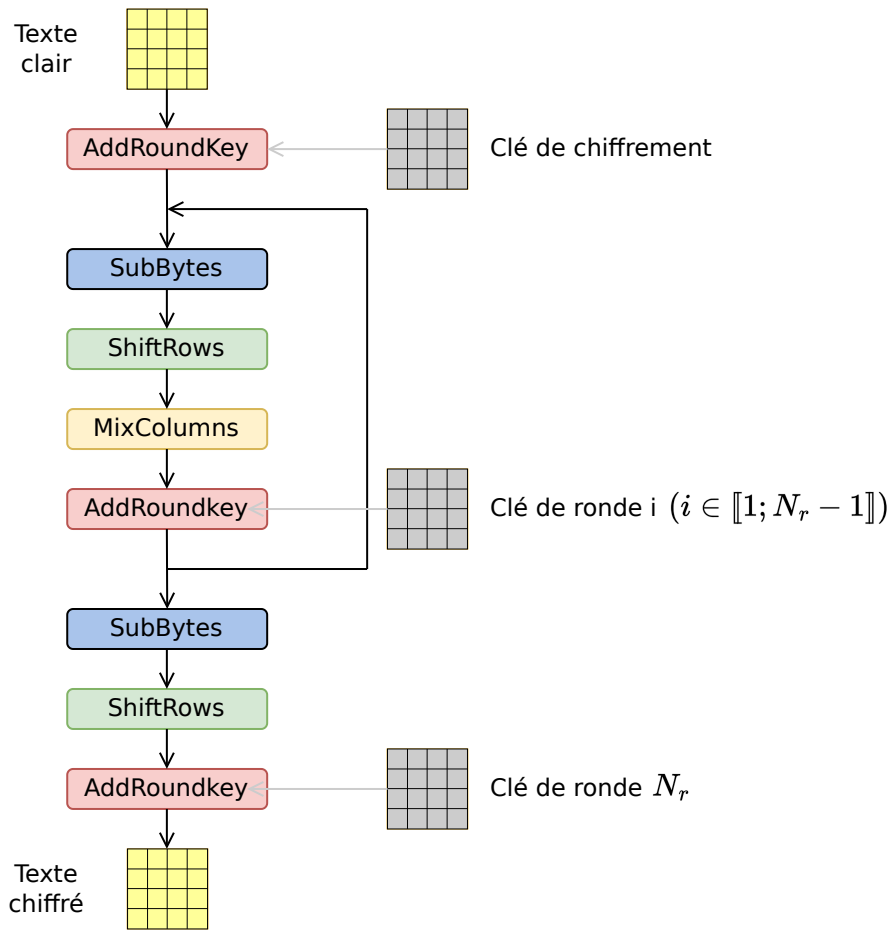 Texte
clair
AddRoundKey
Clé de chiffrement
SubBytes
ShiftRows
MixColumns
AddRoundkey
Clé de ronde i (i ∈ ⟦1; Nᵣ − 1⟧)
SubBytes
ShiftRows
AddRoundkey
Clé de ronde Nᵣ
Texte
chiffré